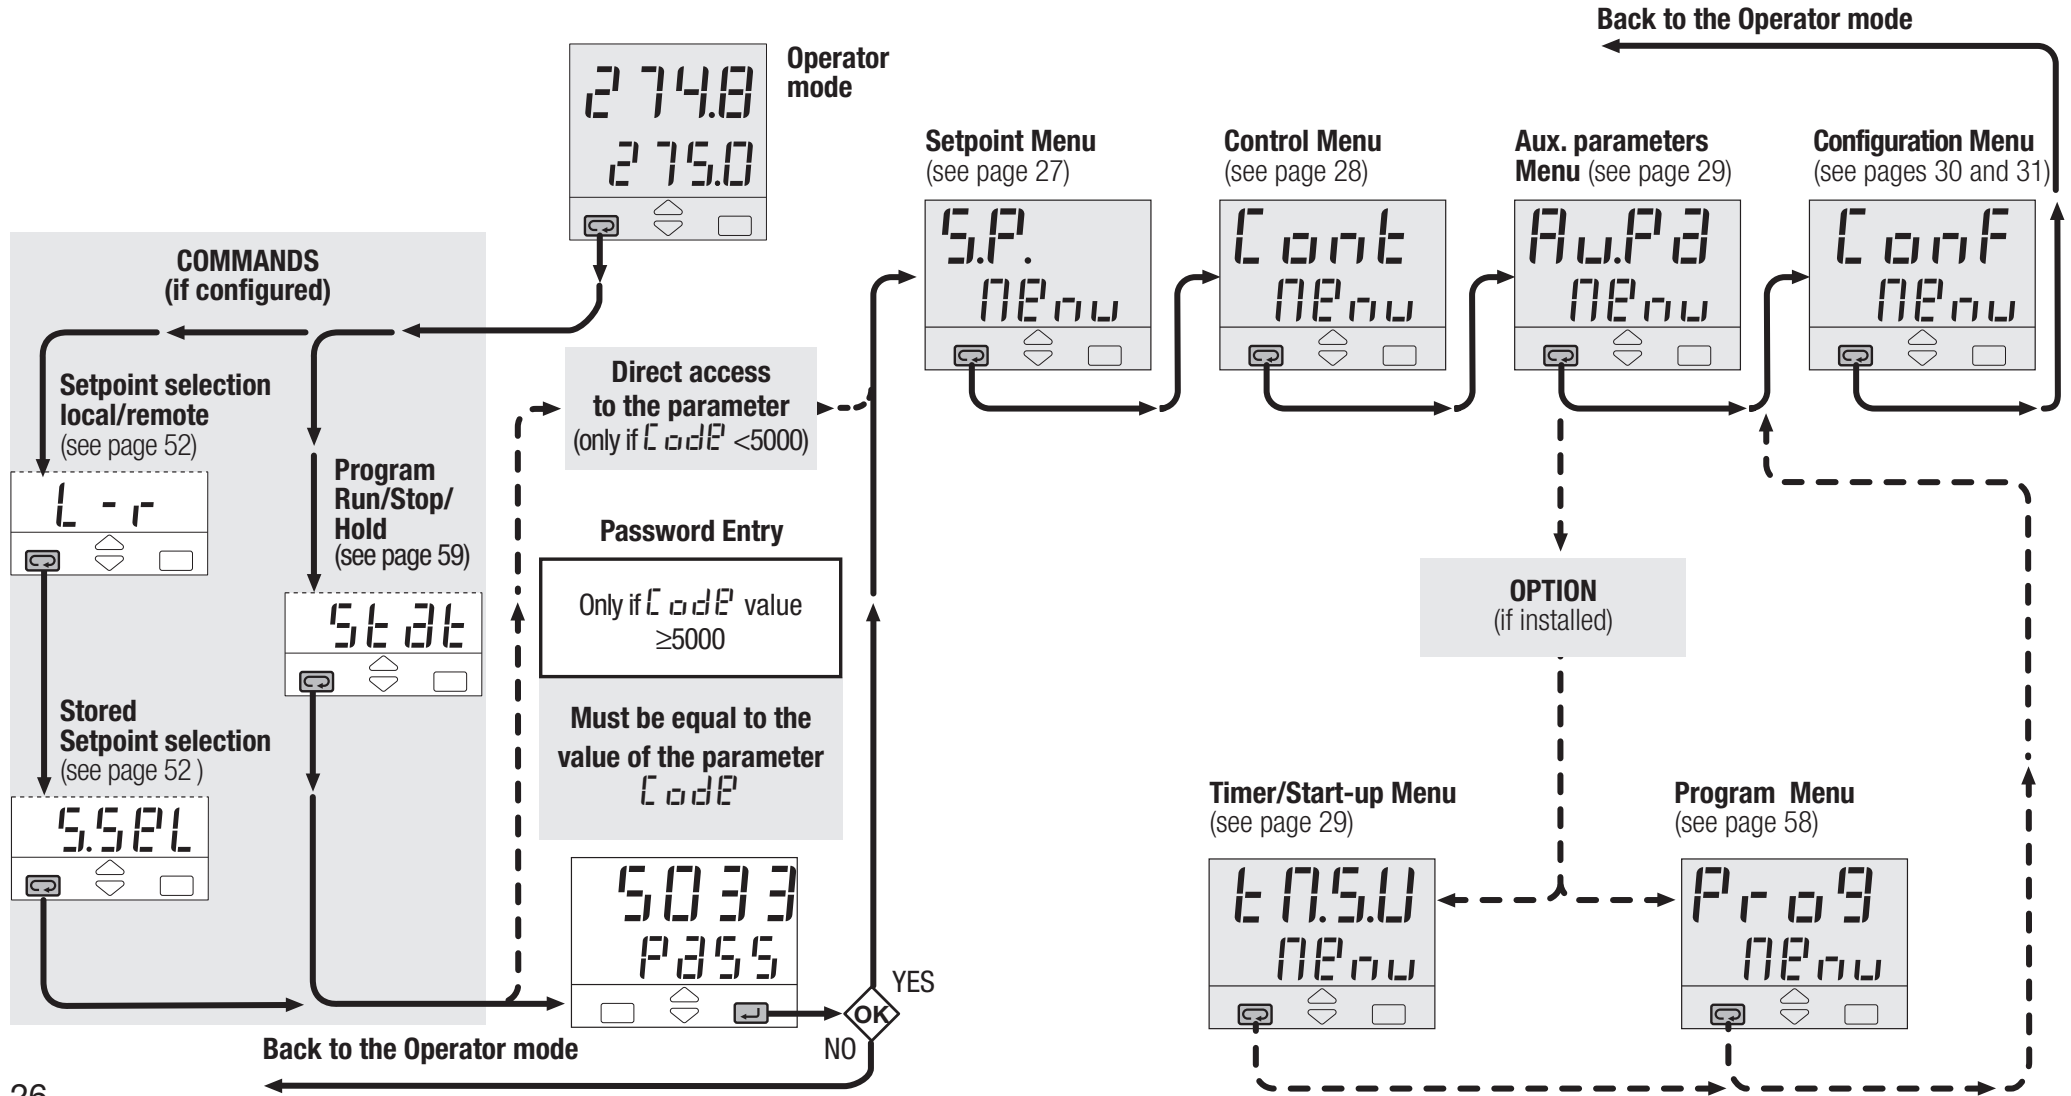 Back to the Operator mode
274.8
275.0
Operator
mode
Setpoint Menu
(see page 27)
S.P.
MEnu
Control Menu
(see page 28)
Cont
MEnu
Aux. parameters
Menu (see page 29)
Au.Pa
MEnu
Configuration Menu
(see pages 30 and 31)
ConF
MEnu
COMMANDS
(if configured)
Setpoint selection
local/remote
(see page 52)
L-r
Program
Run/Stop/
Hold
(see page 59)
Stat
Stored
Setpoint selection
(see page 52 )
S.SEL
Direct access
to the parameter
(only if CodE <5000)
Password Entry
Only if CodE value
≥5000
Must be equal to the
value of the parameter
CodE
5033
PaSS
OK
YES
NO
Back to the Operator mode
OPTION
(if installed)
Timer/Start-up Menu
(see page 29)
tM.S.U
MEnu
Program Menu
(see page 58)
Prog
MEnu
26